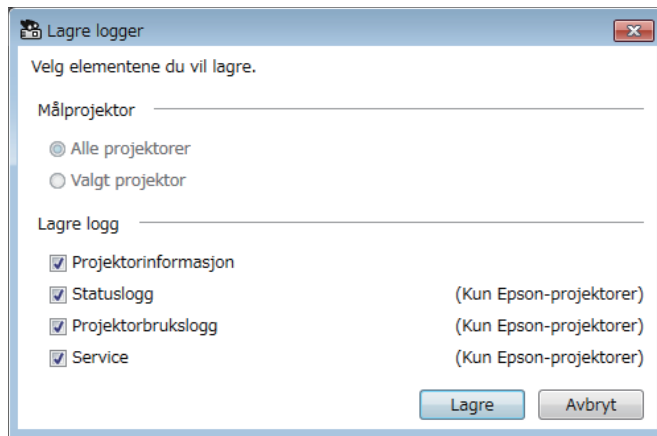 Lagre logger
Velg elementene du vil lagre.
Målprojektor
Alle projektorer
Valgt projektor
Lagre logg
Projektorinformasjon
Statuslogg (Kun Epson-projektorer)
Projektorbrukslogg (Kun Epson-projektorer)
Service (Kun Epson-projektorer)
Lagre Avbryt